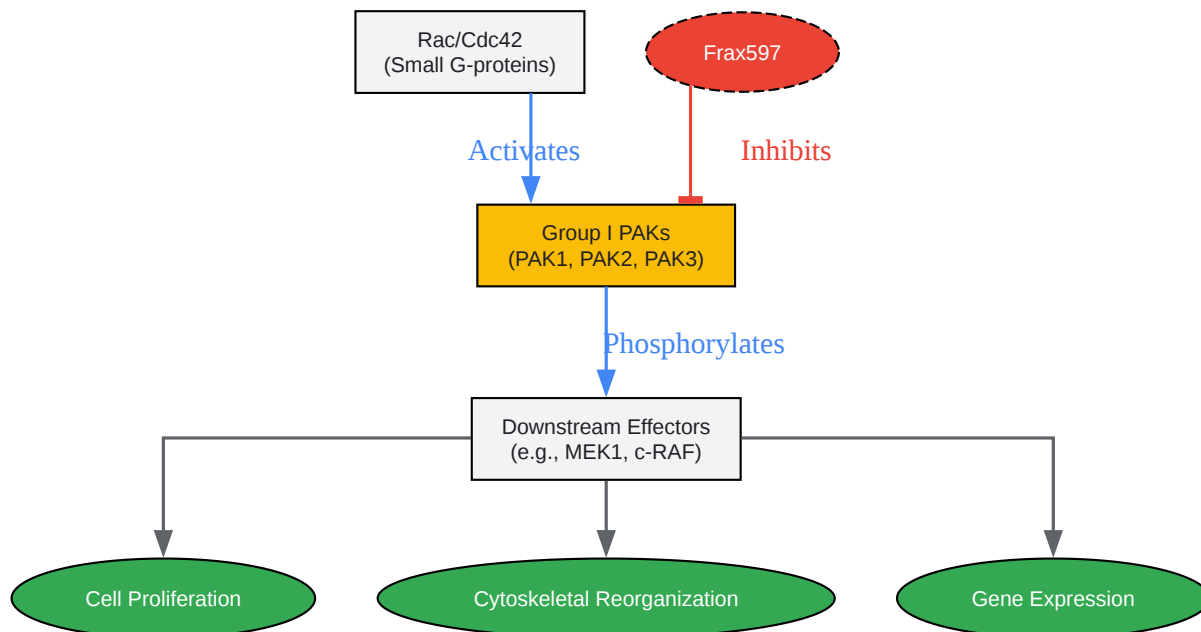 Rac/Cdc42
(Small G-proteins)
Frax597
Activates
Inhibits
Group I PAKs
(PAK1, PAK2, PAK3)
Phosphorylates
Downstream Effectors
(e.g., MEK1, c-RAF)
Cell Proliferation
Cytoskeletal Reorganization
Gene Expression